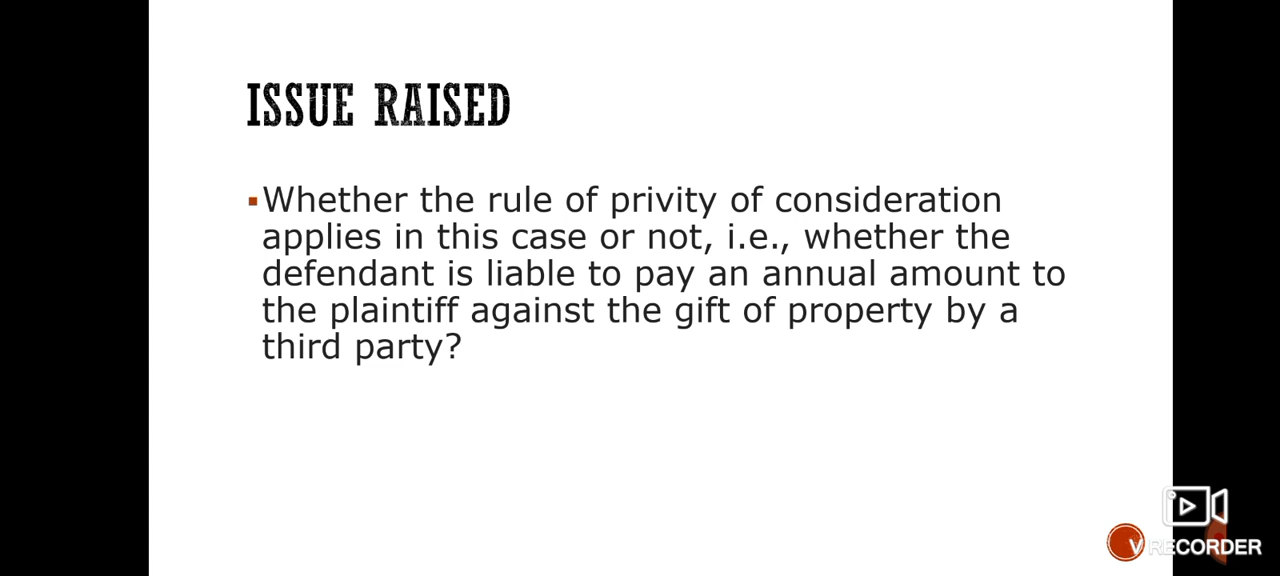 ISSUE RAISED
▪Whether the rule of privity of consideration
applies in this case or not, i.e., whether the
defendant is liable to pay an annual amount to
the plaintiff against the gift of property by a
third party?
V RECORDER